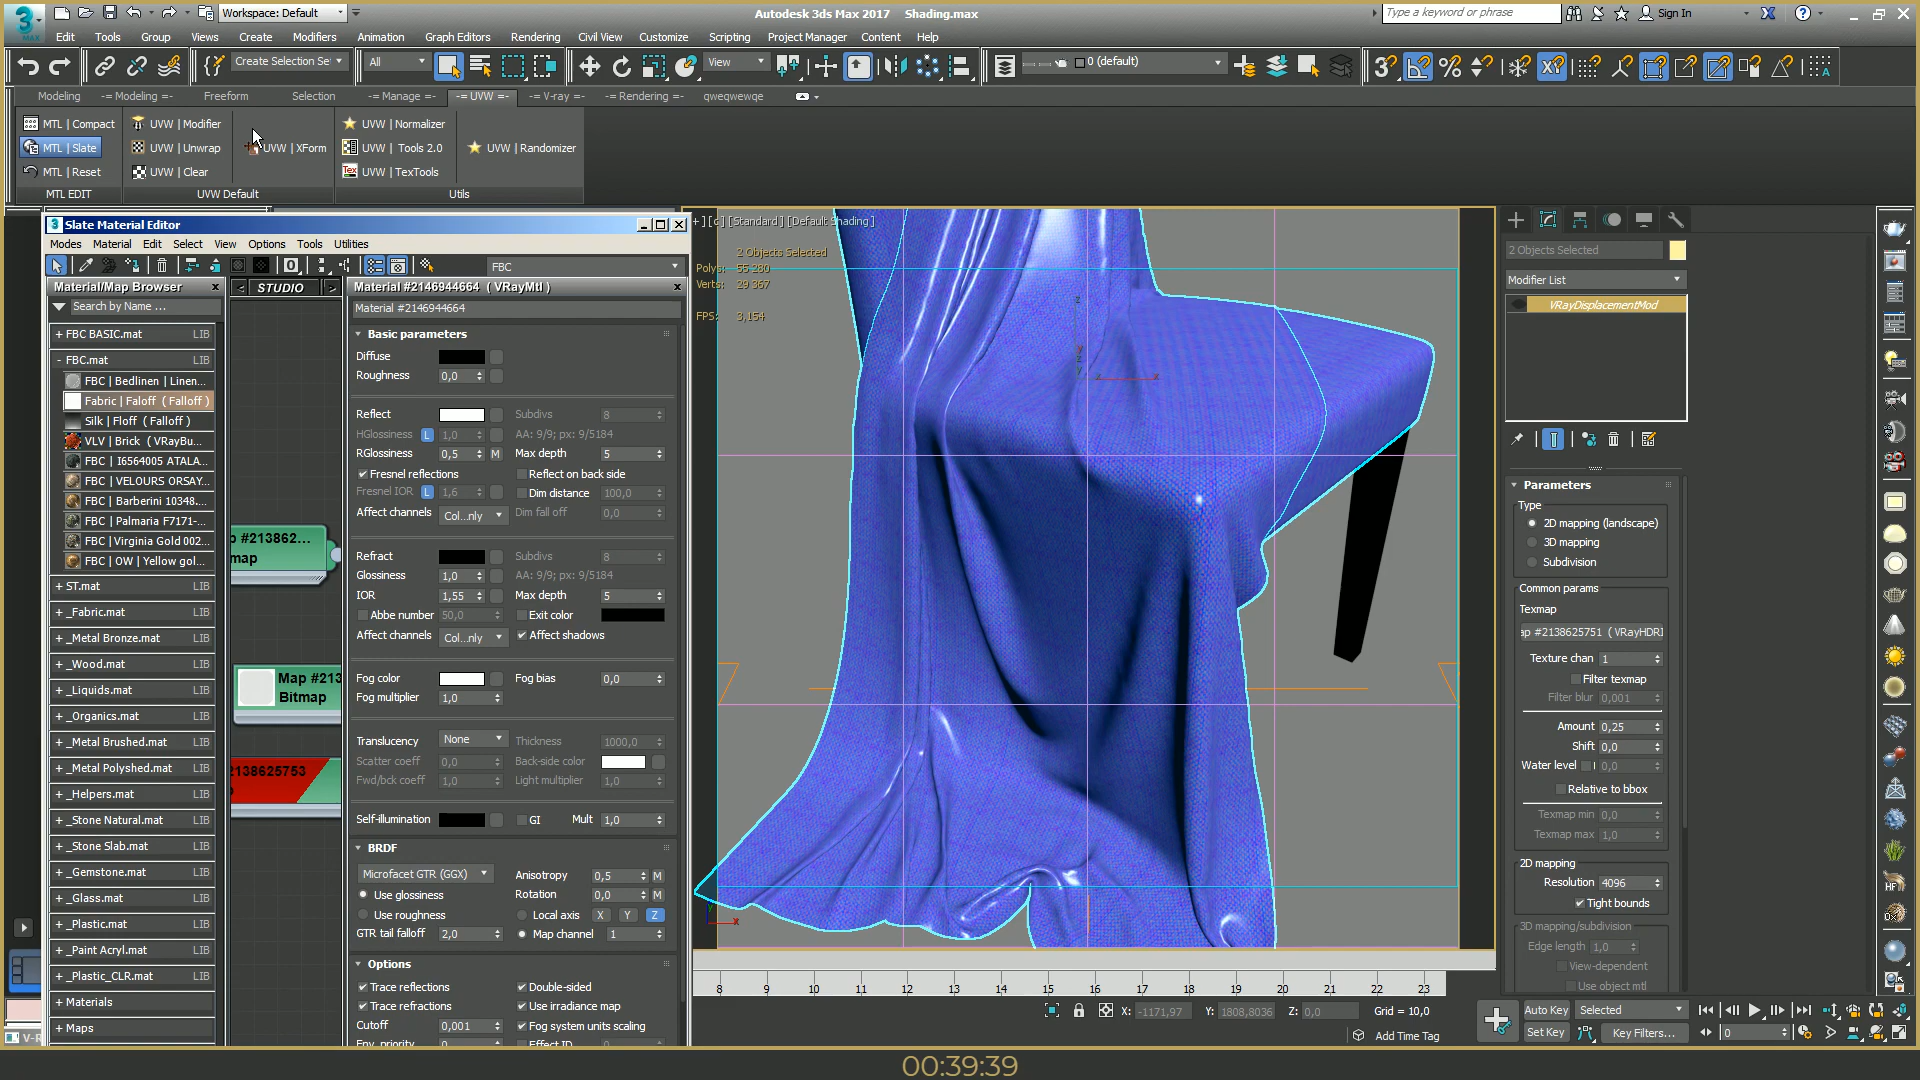 3
MAX
Workspace: Default
Autodesk 3ds Max 2017    Shading.max
Type a keyword or phrase
Sign In
Edit  Tools  Group  Views  Create  Modifiers  Animation  Graph Editors  Rendering  Civil View  Customize  Scripting  Project Manager  Content  Help
Create Selection Se
All
View
0 (default)
Modeling  -= Modeling =-  Freeform  Selection  -= Manage =-  -= UVW =-  -= V-ray =-  -= Rendering =-  qweqwewqe
MTL | Compact
MTL | Slate
MTL | Reset
MTL EDIT
UVW | Modifier
UVW | Unwrap
UVW | Clear
UVW | XForm
UVW Default
UVW | Normalizer
UVW | Tools 2.0
UVW | TexTools
UVW | Randomizer
Utils
Slate Material Editor
Modes  Material  Edit  Select  View  Options  Tools  Utilities
FBC
Material/Map Browser
Search by Name ...
+ FBC BASIC.mat LIB
- FBC.mat LIB
FBC | Bedlinen | Linen...
Fabric | Faloff ( Falloff )
Silk | Floff ( Falloff )
VLV | Brick ( VRayBu...
FBC | I6564005 ATALA...
FBC | VELOURS ORSAY...
FBC | Barberini 10348...
FBC | Palmaria F7171-...
FBC | Virginia Gold 002...
FBC | OW | Yellow gol...
+ ST.mat LIB
+ _Fabric.mat LIB
+ _Metal Bronze.mat LIB
+ _Wood.mat LIB
+ _Liquids.mat LIB
+ _Organics.mat LIB
+ _Metal Brushed.mat LIB
+ _Metal Polyshed.mat LIB
+ _Helpers.mat LIB
+ _Stone Natural.mat LIB
+ _Stone Slab.mat LIB
+ _Gemstone.mat LIB
+ _Glass.mat LIB
+ _Plastic.mat LIB
+ _Paint Acryl.mat LIB
+ _Plastic_CLR.mat LIB
+ Materials
+ Maps
STUDIO
p #213862...
map
Map #213
Bitmap
2138625753
Material #2146944664 ( VRayMtl )
Material #2146944664
Basic parameters
Diffuse
Roughness 0,0
Reflect Subdivs 8
HGlossiness L 1,0 AA: 9/9; px: 9/5184
RGlossiness 0,5 M Max depth 5
Fresnel reflections Reflect on back side
Fresnel IOR L 1,6 Dim distance 100,0
Affect channels Col...nly Dim fall off 0,0
Refract Subdivs 8
Glossiness 1,0 AA: 9/9; px: 9/5184
IOR 1,55 Max depth 5
Abbe number 50,0 Exit color
Affect channels Col...nly Affect shadows
Fog color Fog bias 0,0
Fog multiplier 1,0
Translucency None Thickness 1000,0
Scatter coeff 0,0 Back-side color
Fwd/bck coeff 1,0 Light multiplier 1,0
Self-illumination GI Mult 1,0
BRDF
Microfacet GTR (GGX) Anisotropy 0,5 M
Use glossiness Rotation 0,0 M
Use roughness Local axis X Y Z
GTR tail falloff 2,0 Map channel 1
Options
Trace reflections Double-sided
Trace refractions Use irradiance map
Cutoff 0,001 Fog system units scaling
+ ] [c] [Standard ] [Default Shading ]
2 Objects Selected
Polys: 55 280
Verts: 29 367
FPS: 3,154
2 Objects Selected
Modifier List
VRayDisplacementMod
Parameters
Type
2D mapping (landscape)
3D mapping
Subdivision
Common params
Texmap
ap #2138625751 ( VRayHDRI
Texture chan 1
Filter texmap
Filter blur 0,001
Amount 0,25
Shift 0,0
Water level 0,0
Relative to bbox
Texmap min 0,0
Texmap max 1,0
2D mapping
Resolution 4096
Tight bounds
3D mapping/subdivision
Edge length 1,0
View-dependent
Use object mtl
8 9 10 11 12 13 14 15 16 17 18 19 20 21 22 23
X: -1171,97 Y: 1808,8036 Z: 0,0 Grid = 10,0
Add Time Tag
Auto Key Selected
Set Key Key Filters... 0
00:39:39